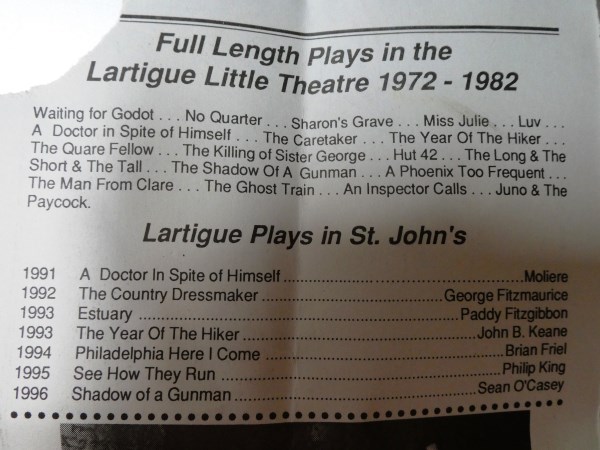 Full Length Plays in the
Lartigue Little Theatre 1972 - 1982
Waiting for Godot . . . No Quarter . . . Sharon's Grave . . . Miss Julie . . . Luv . . .
A Doctor in Spite of Himself . . . The Caretaker . . . The Year Of The Hiker . . .
The Quare Fellow . . . The Killing of Sister George . . . Hut 42 . . . The Long & The
Short & The Tall . . . The Shadow Of A Gunman . . . A Phoenix Too Frequent . . .
The Man From Clare . . . The Ghost Train . . . An Inspector Calls . . . Juno & The
Paycock.
Lartigue Plays in St. John's
1991 A Doctor In Spite of Himself ........ Moliere
1992 The Country Dressmaker ........ George Fitzmaurice
1993 Estuary ........ Paddy Fitzgibbon
1993 The Year Of The Hiker ........ John B. Keane
1994 Philadelphia Here I Come ........ Brian Friel
1995 See How They Run ........ Philip King
1996 Shadow of a Gunman ........ Sean O'Casey